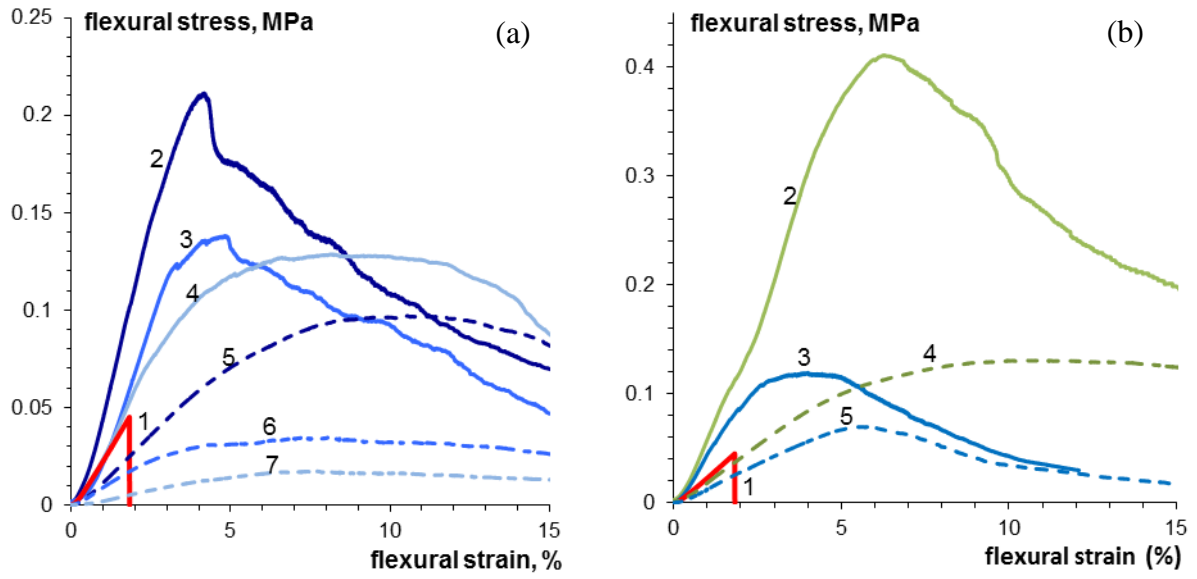 flexural stress, MPa
(a)
0.25
0.2
0.15
0.1
0.05
0
0 5 10 15
2
3
4
5
1
6
7
flexural strain, %
flexural stress, MPa
(b)
0.4
0.3
0.2
0.1
0
0 5 10 15
2
3
4
5
1
flexural strain (%)